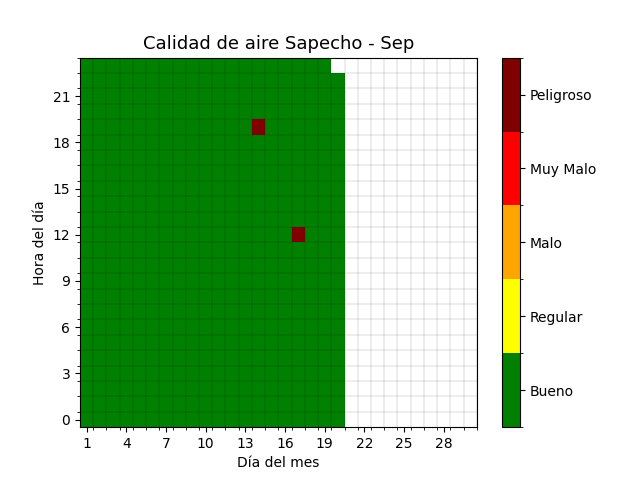 Calidad de aire Sapecho - Sep
Hora del día
21
18
15
12
9
6
3
0
1 4 7 10 13 16 19 22 25 28
Día del mes
Peligroso
Muy Malo
Malo
Regular
Bueno